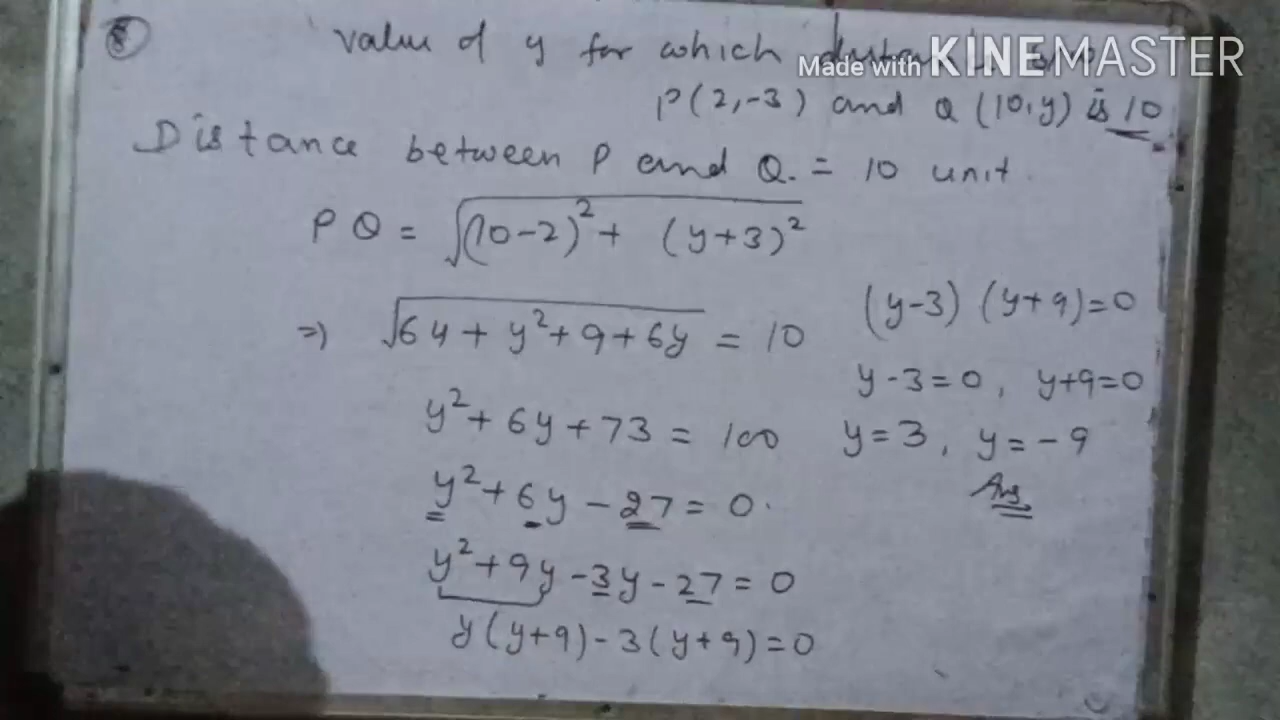 ⑧ value of y for which
Made with KINEMASTER
P(2,-3) and Q (10,y) is 10
Distance between P and Q. = 10 unit.
PQ = √((10-2)² + (y+3)²)
⇒ √(64 + y² + 9 + 6y) = 10
y² + 6y + 73 = 100
y² + 6y - 27 = 0.
y² + 9y - 3y - 27 = 0
y(y+9) - 3(y+9) = 0
(y-3) (y+9) = 0
y-3=0, y+9=0
y=3, y=-9
Ans